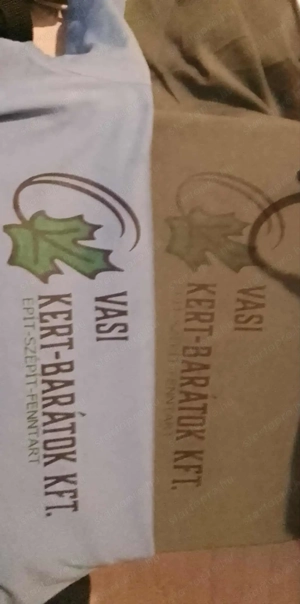 VASI
KERT-BARÁTOK KFT.
ÉPÍT-SZÉPÍT-FENNTART
VASI
KERT-BARÁTOK KFT.